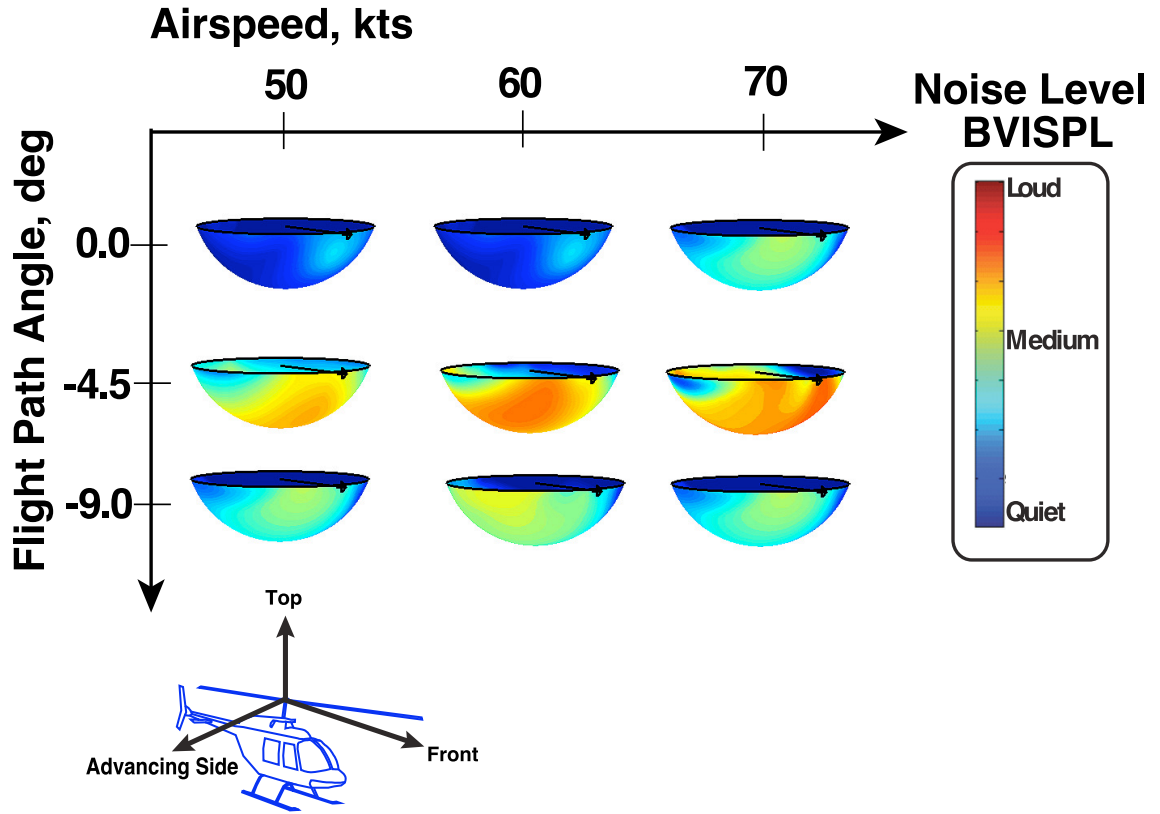 Airspeed, kts
50
60
70
Noise Level
BVISPL
Loud
Medium
Quiet
Flight Path Angle, deg
0.0
-4.5
-9.0
Top
Front
Advancing Side